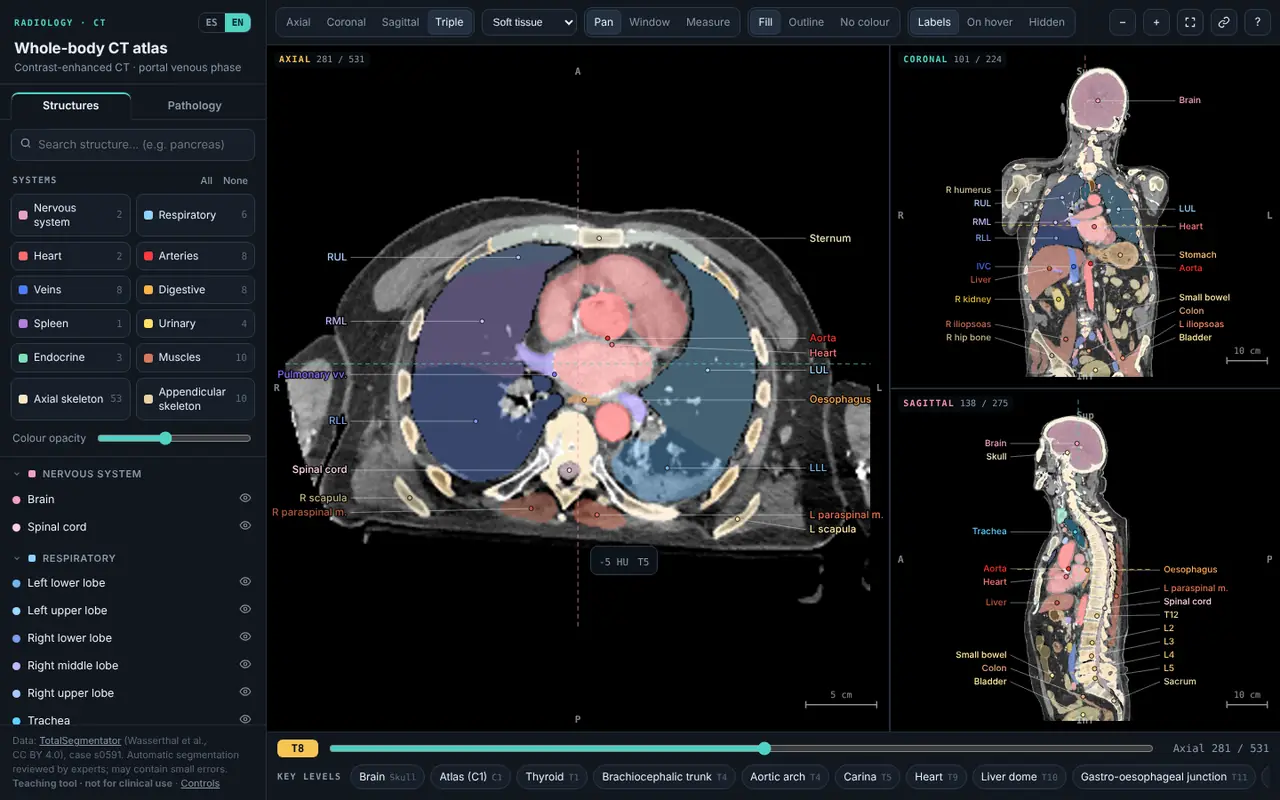 RADIOLOGY · CT
ES EN
Whole-body CT atlas
Contrast-enhanced CT · portal venous phase
Structures
Pathology
Search structure... (e.g. pancreas)
SYSTEMS
All None
Nervous system 2
Respiratory 6
Heart 2
Arteries 8
Veins 8
Digestive 8
Spleen 1
Urinary 4
Endocrine 3
Muscles 10
Axial skeleton 53
Appendicular skeleton 10
Colour opacity
NERVOUS SYSTEM
Brain
Spinal cord
RESPIRATORY
Left lower lobe
Left upper lobe
Right lower lobe
Right middle lobe
Right upper lobe
Trachea
Data: TotalSegmentator (Wasserthal et al.,
CC BY 4.0), case s0591. Automatic segmentation
reviewed by experts; may contain small errors.
Teaching tool · not for clinical use · Controls
Axial Coronal Sagittal Triple
Soft tissue
Pan Window Measure
Fill Outline No colour
Labels On hover Hidden
− + ?
AXIAL 281 / 531
A
R
L
P
RUL
RML
Pulmonary vv.
RLL
Spinal cord
R scapula
R paraspinal m.
Sternum
Aorta
Heart
LUL
Oesophagus
LLL
L paraspinal m.
L scapula
-5 HU T5
5 cm
CORONAL 101 / 224
Sup
R
L
Inf
Brain
R humerus
RUL
RML
RLL
IVC
Liver
R kidney
R iliopsoas
R hip bone
LUL
Heart
Stomach
Aorta
Small bowel
Colon
L iliopsoas
Bladder
10 cm
SAGITTAL 138 / 275
Sup
A
P
Inf
Brain
Skull
Trachea
Aorta
Heart
Liver
Small bowel
Colon
Bladder
Oesophagus
L paraspinal m.
Spinal cord
T12
L2
L3
L4
L5
Sacrum
10 cm
T8
Axial 281 / 531
KEY LEVELS
Brain Skull
Atlas (C1) C1
Thyroid T1
Brachiocephalic trunk T4
Aortic arch T4
Carina T5
Heart T9
Liver dome T10
Gastro-oesophageal junction T11